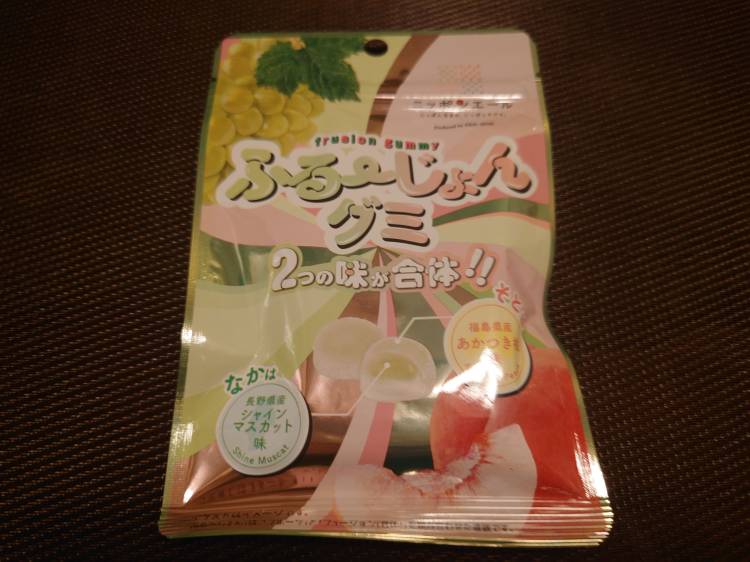 ニッポンエール
frusion gummy
ふる～じょん
グミ
2つの味が合体!!
そと
福島県産
あかつき
なかは
長野県産
シャイン
マスカット
味
Shine Muscat